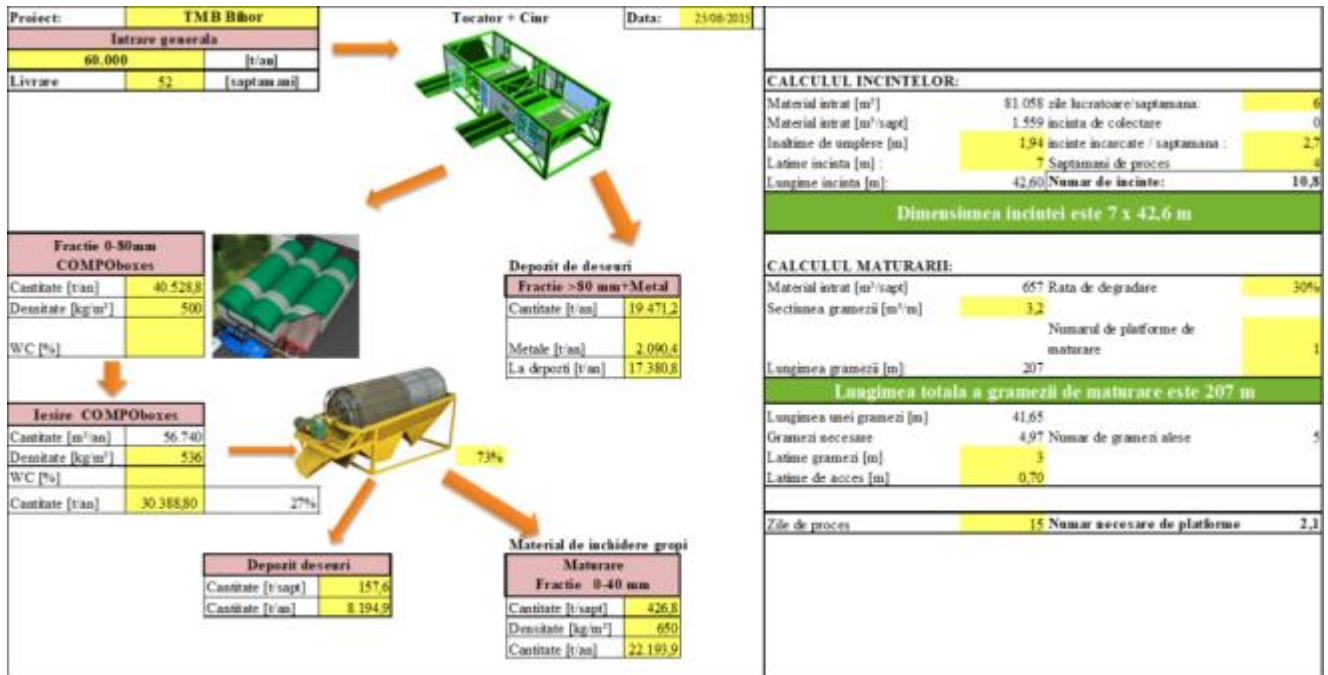 Proiect: TMB Bihor
Intrare generala
60.000 [t/an]
Livrare 52 [saptamani]
Tocator + Ciur
Data: 25/06/2015
Fractie 0-80mm
COMPOboxes
Cantitate [t/an] 40.528,8
Densitate [kg/m³] 500
WC [%]
Depozit de deseuri
Fractie >80 mm+Metal
Cantitate [t/an] 19.471,2
Metale [t/an] 2.090,4
La depozti [t/an] 17.380,8
Iesire COMPOboxes
Cantitate [m³/an] 56.740
Densitate [kg/m³] 536
WC [%]
Cantitate [t/an] 30.388,80 27%
73%
Depozit deseuri
Cantitate [t/sapt] 157,6
Cantitate [t/an] 8.194,9
Material de inchidere gropi
Maturare
Fractie 0-40 mm
Cantitate [t/sapt] 426,8
Densitate [kg/m³] 650
Cantitate [t/an] 22.193,9
CALCULUL INCINTELOR:
Material intrat [m³] 81.058 zile lucratoare/saptamana: 6
Material intrat [m³/sapt] 1.559 incinta de colectare 0
Inaltime de umplere [m] 1,94 incinte incarcate / saptamana : 2,7
Latime incinta [m] : 7 Saptamani de proces 4
Lungime incinta [m]: 42,60 Numar de incinte: 10,8
Dimensiunea incintei este 7 x 42,6 m
CALCULUL MATURARII:
Material intrat [m³/sapt] 657 Rata de degradare 30%
Sectiunea gramezii [m³/m] 3,2
Numarul de platforme de
maturare 1
Lungimea gramezii [m] 207
Lungimea totala a gramezii de maturare este 207 m
Lungimea unei gramezi [m] 41,65
Gramezi necesare 4,97 Numar de gramezi alese 5
Latime gramezi [m] 3
Latime de acces [m] 0,70
Zile de proces 15 Numar necesare de platforme 2,1